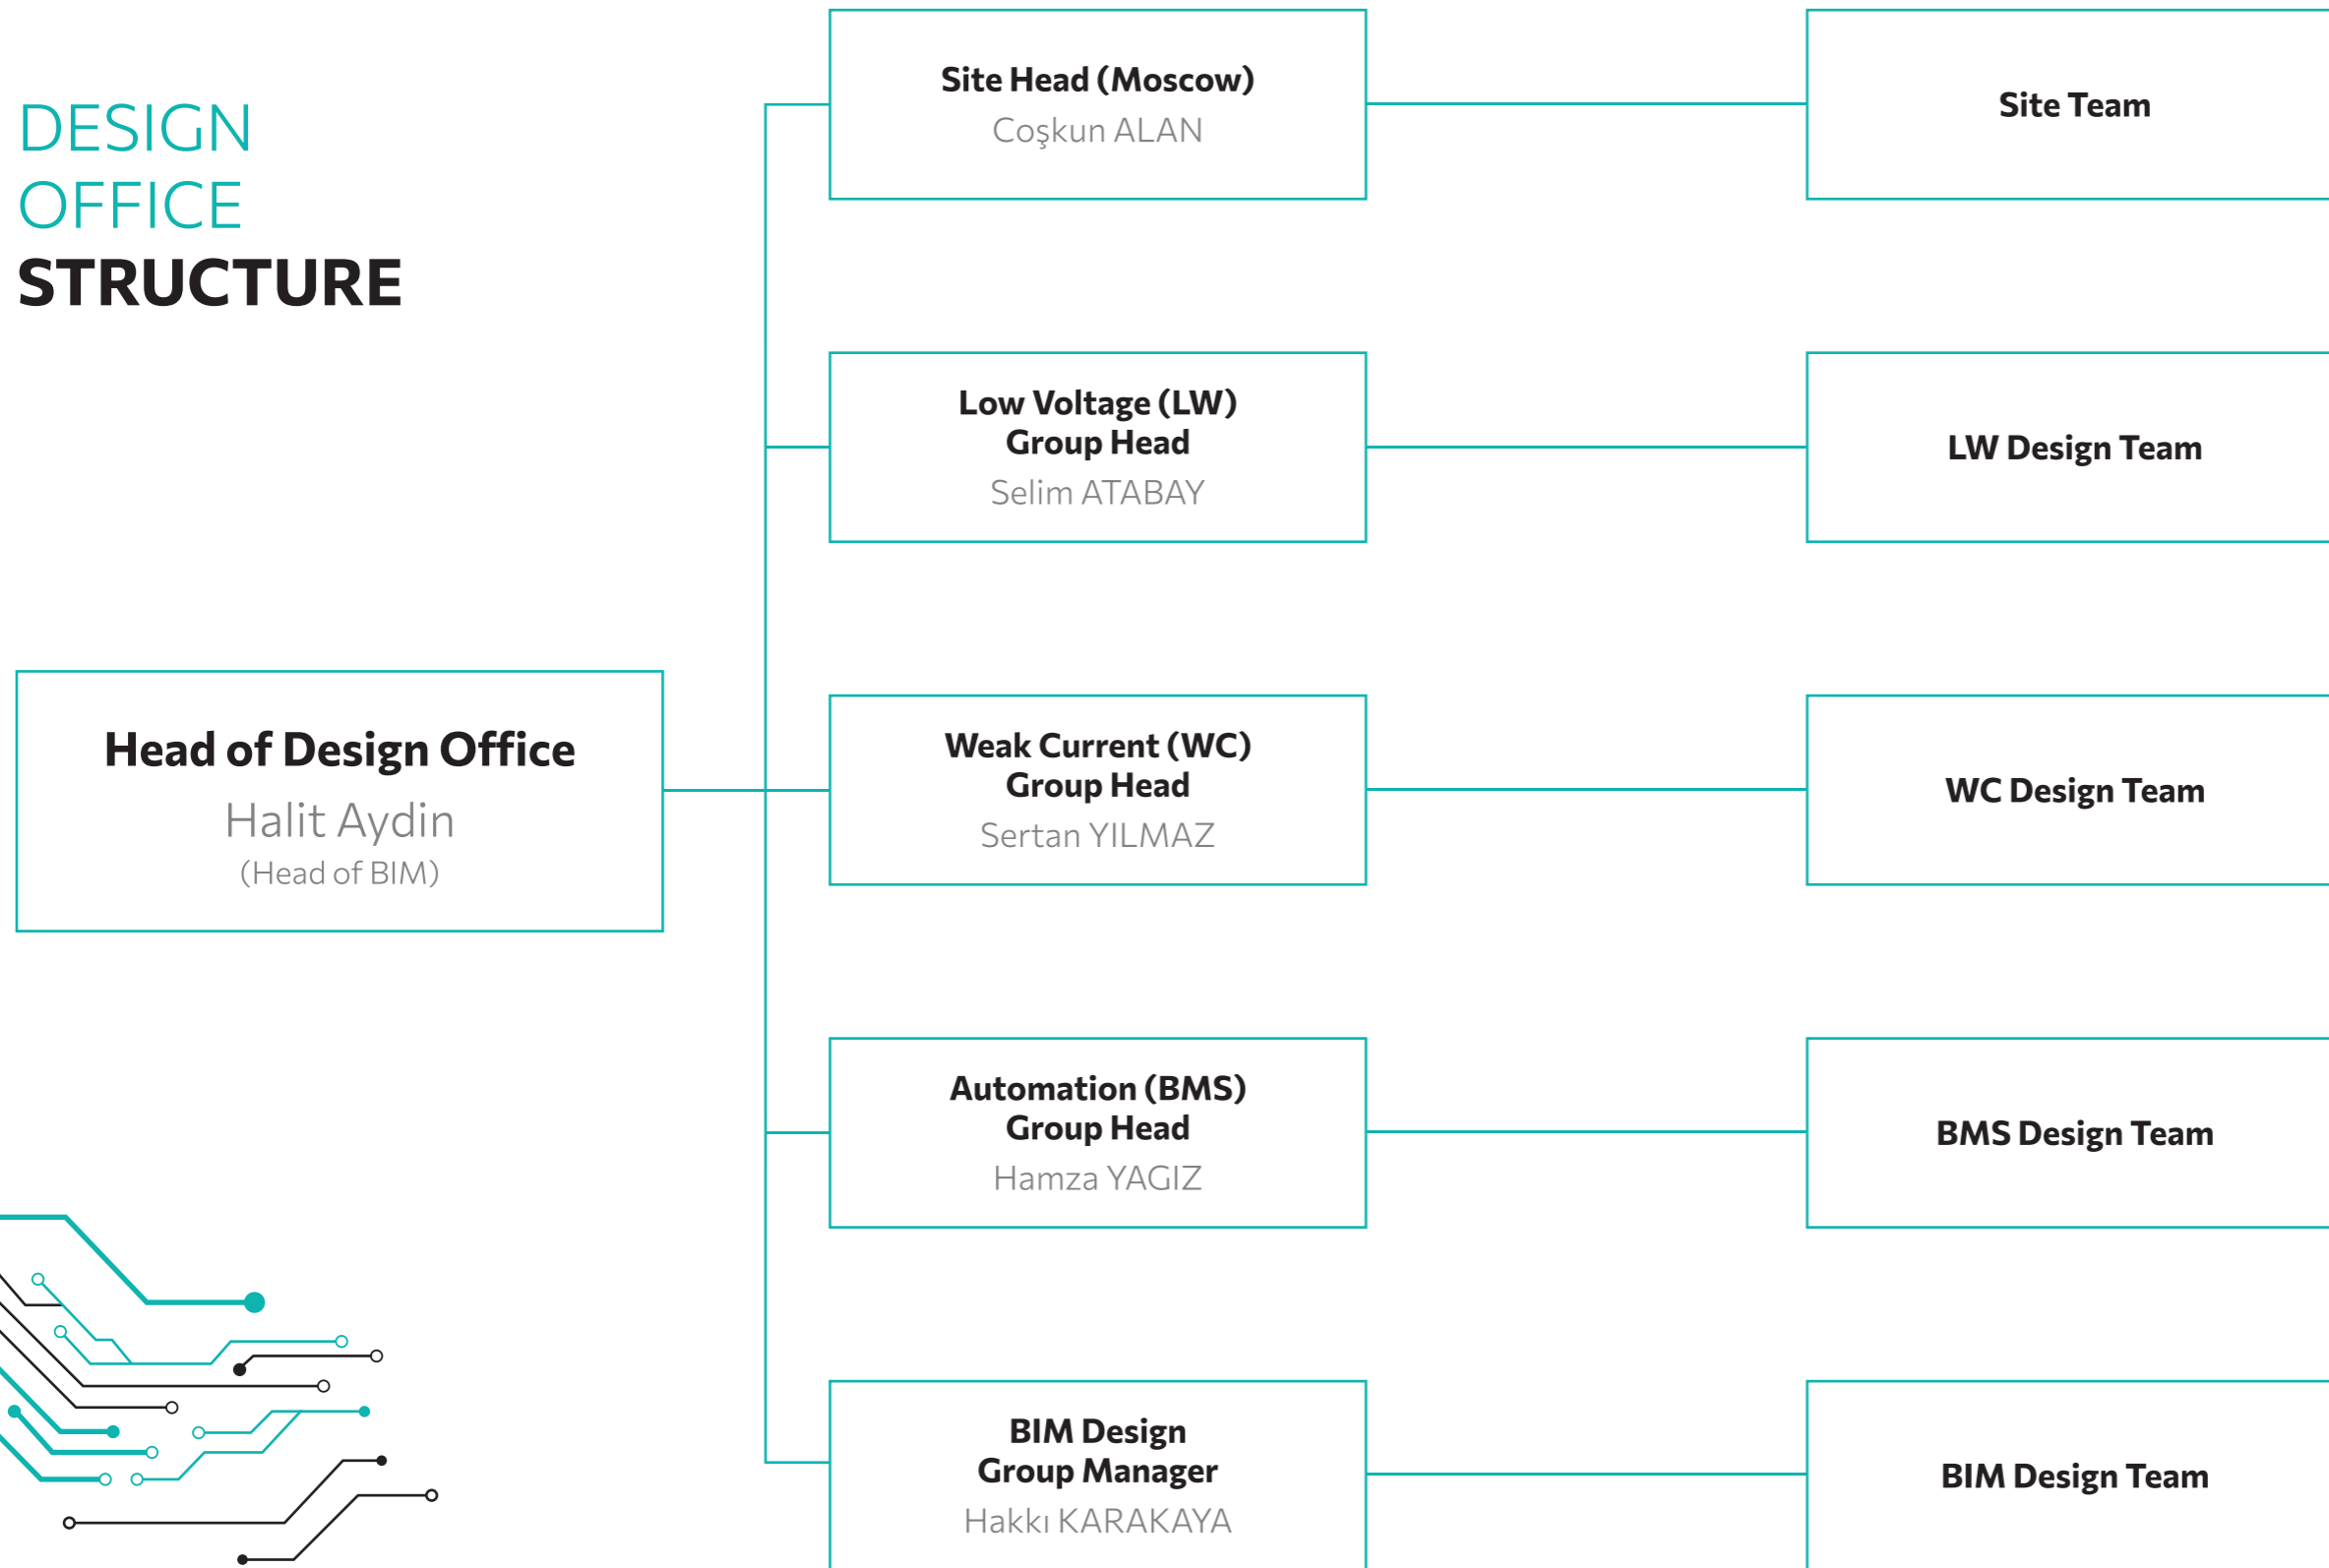 DESIGN
OFFICE
STRUCTURE
Head of Design Office
Halit Aydin
(Head of BIM)
Site Head (Moscow)
Coşkun ALAN
Site Team
Low Voltage (LW)
Group Head
Selim ATABAY
LW Design Team
Weak Current (WC)
Group Head
Sertan YILMAZ
WC Design Team
Automation (BMS)
Group Head
Hamza YAGIZ
BMS Design Team
BIM Design
Group Manager
Hakkı KARAKAYA
BIM Design Team